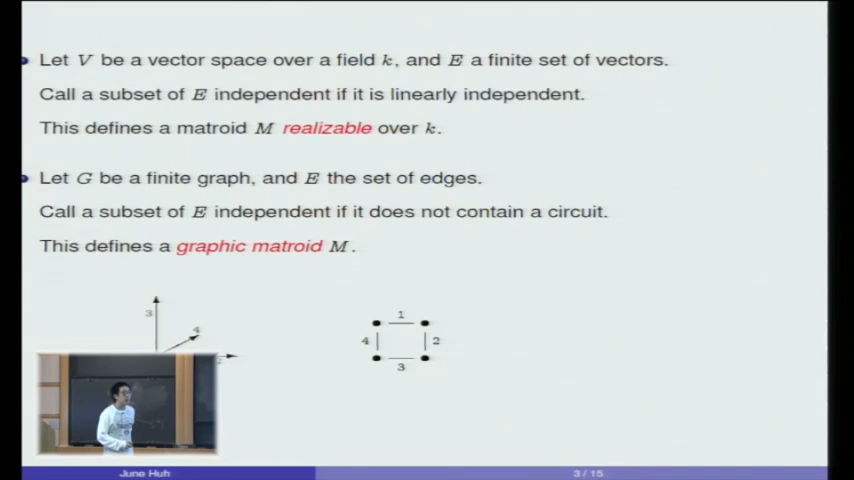 Let V be a vector space over a field k, and E a finite set of vectors.
Call a subset of E independent if it is linearly independent.
This defines a matroid M realizable over k.
Let G be a finite graph, and E the set of edges.
Call a subset of E independent if it does not contain a circuit.
This defines a graphic matroid M.
3
4
2
1
4
2
3
June Huh
3 / 15